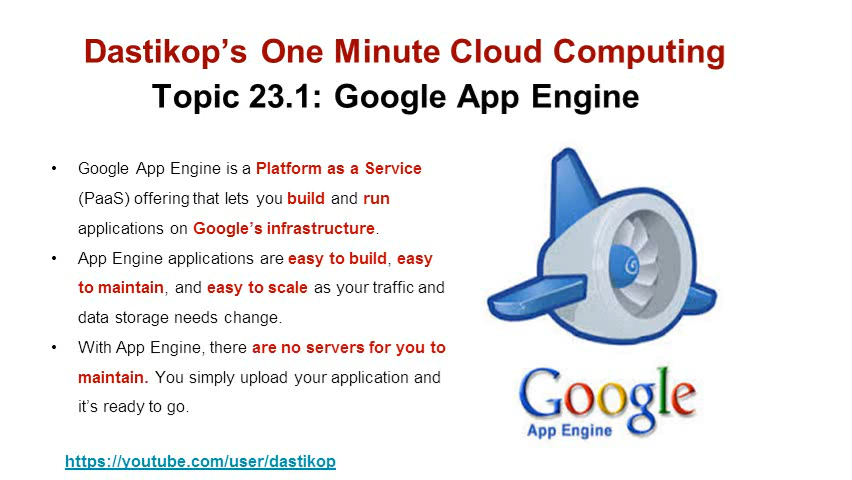 Dastikop’s One Minute Cloud Computing
Topic 23.1: Google App Engine
• Google App Engine is a Platform as a Service
(PaaS) offering that lets you build and run
applications on Google’s infrastructure.
• App Engine applications are easy to build, easy
to maintain, and easy to scale as your traffic and
data storage needs change.
• With App Engine, there are no servers for you to
maintain. You simply upload your application and
it’s ready to go.
Google
App Engine
https://youtube.com/user/dastikop